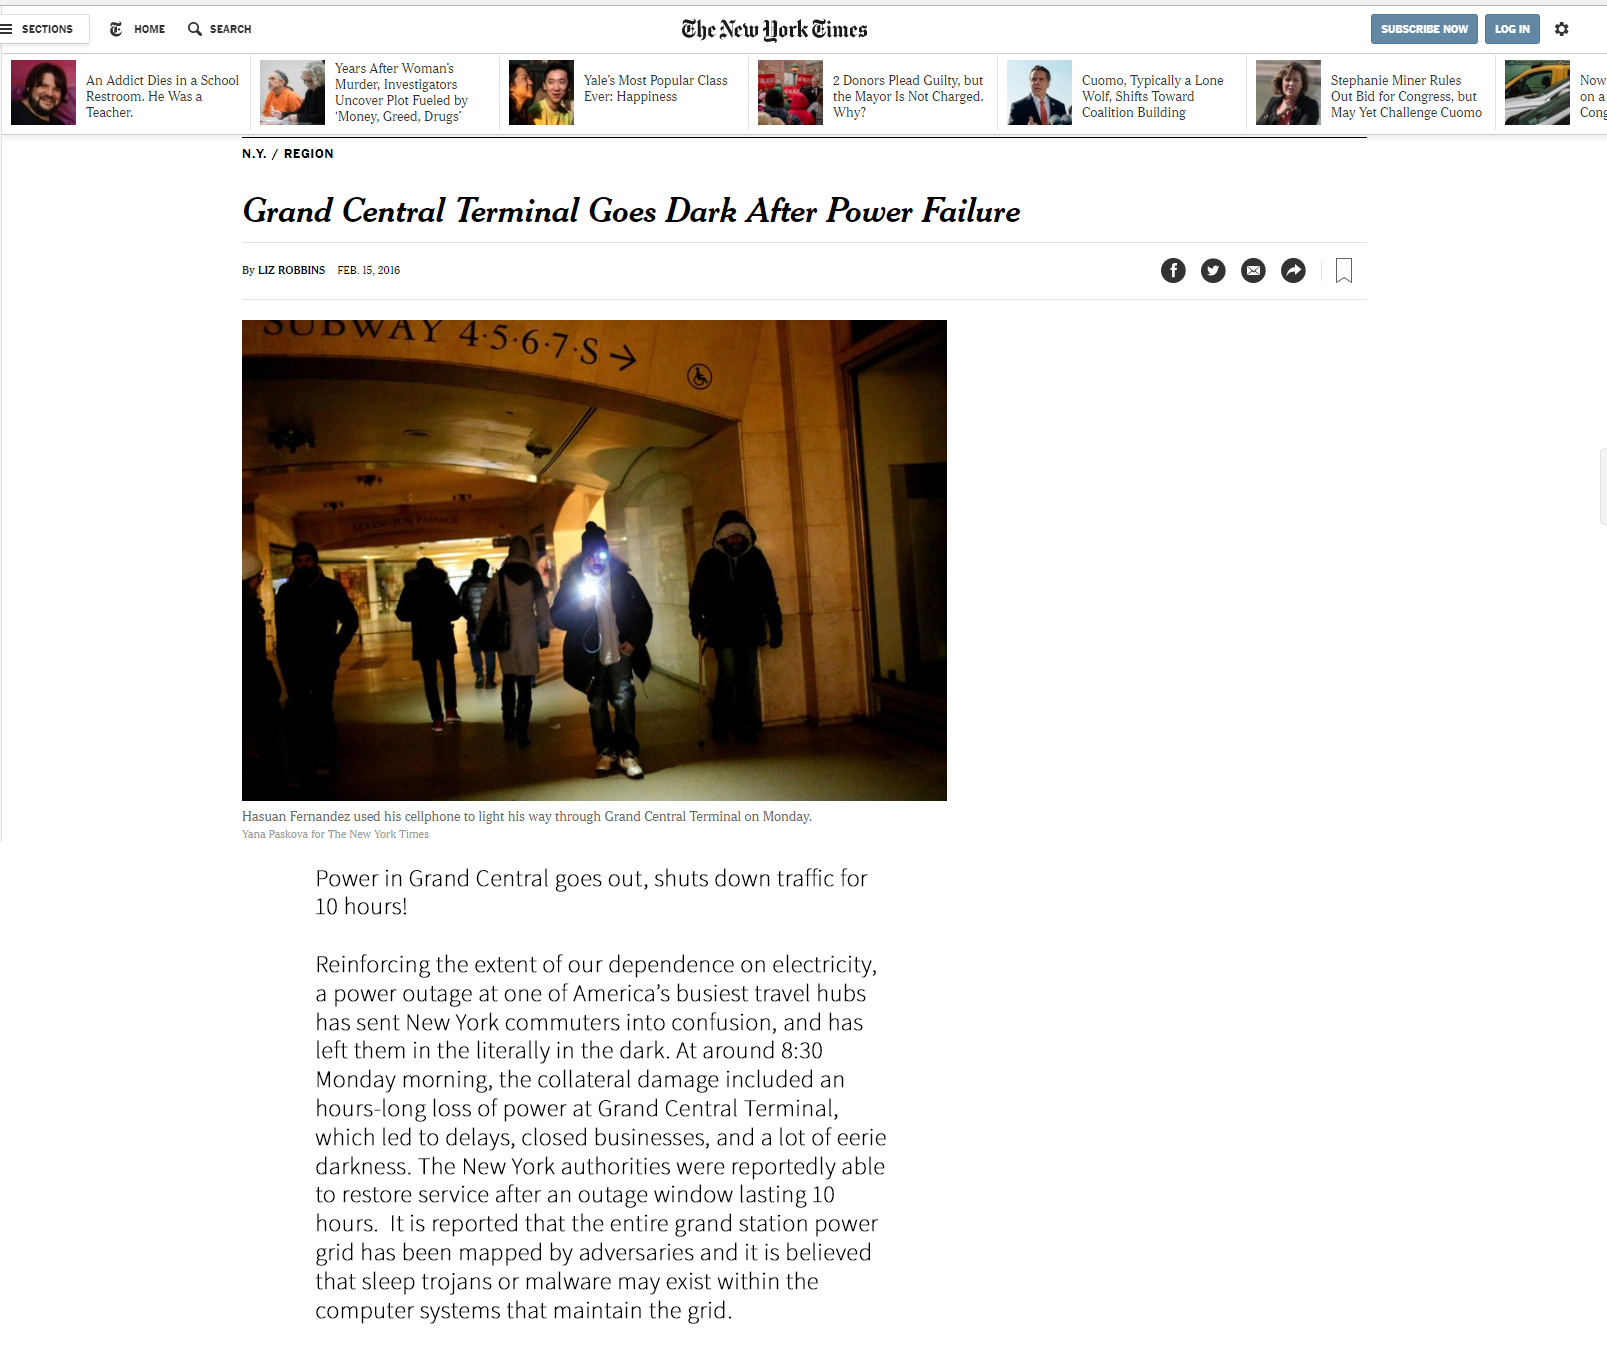 SECTIONS
HOME
SEARCH
The New York Times
SUBSCRIBE NOW
LOG IN
An Addict Dies in a School
Restroom. He Was a
Teacher.
Years After Woman's
Murder, Investigators
Uncover Plot Fueled by
'Money, Greed, Drugs'
Yale's Most Popular Class
Ever: Happiness
2 Donors Plead Guilty, but
the Mayor Is Not Charged.
Why?
Cuomo, Typically a Lone
Wolf, Shifts Toward
Coalition Building
Stephanie Miner Rules
Out Bid for Congress, but
May Yet Challenge Cuomo
Now
on a
Cong
N.Y. / REGION
Grand Central Terminal Goes Dark After Power Failure
By LIZ ROBBINS FEB. 15, 2016
SUBWAY 4·5·6·7·S →
LEXINGTON PASSAGE
Hasuan Fernandez used his cellphone to light his way through Grand Central Terminal on Monday.
Yana Paskova for The New York Times
Power in Grand Central goes out, shuts down traffic for
10 hours!
Reinforcing the extent of our dependence on electricity,
a power outage at one of America's busiest travel hubs
has sent New York commuters into confusion, and has
left them in the literally in the dark. At around 8:30
Monday morning, the collateral damage included an
hours-long loss of power at Grand Central Terminal,
which led to delays, closed businesses, and a lot of eerie
darkness. The New York authorities were reportedly able
to restore service after an outage window lasting 10
hours.  It is reported that the entire grand station power
grid has been mapped by adversaries and it is believed
that sleep trojans or malware may exist within the
computer systems that maintain the grid.